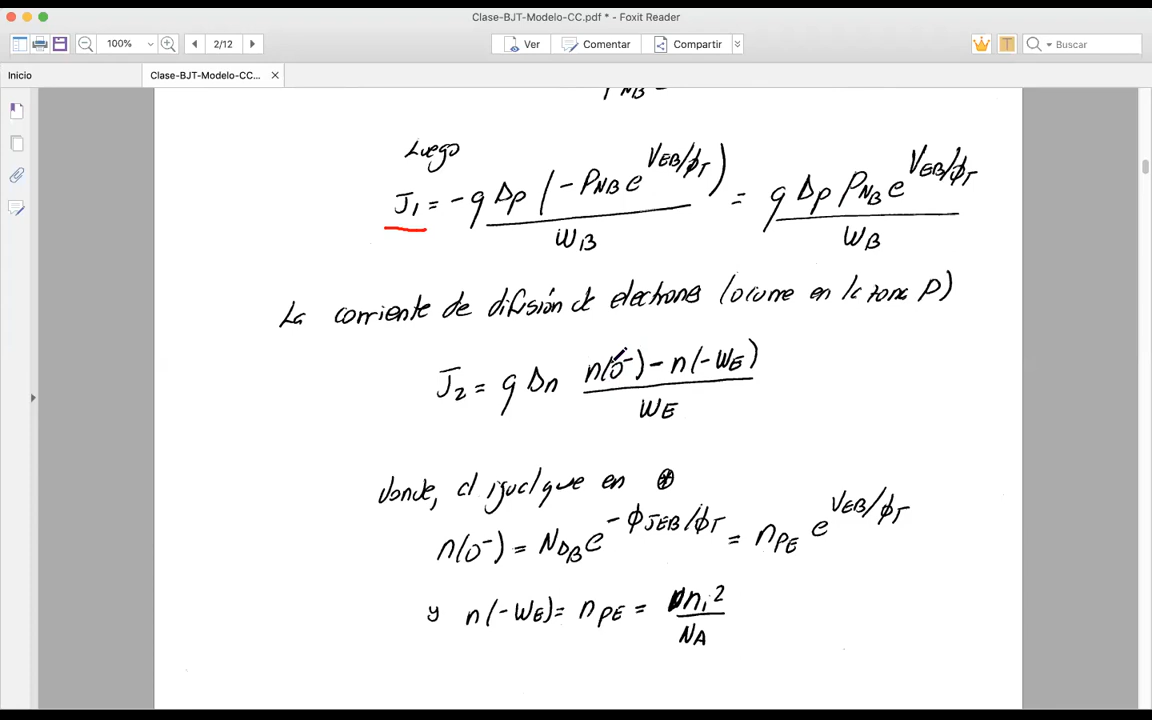 Clase-BJT-Modelo-CC.pdf * - Foxit Reader
100% 2/12 Ver Comentar Compartir T Buscar
Inicio Clase-BJT-Modelo-CC... ×
P NB =
Luego
J1 = -q Dp (-PNB e^VEB/ϕT) / WB = q Dp PNB e^VEB/ϕT / WB
La corriente de difusión de electrones (ocurre en la zona P)
J2 = q Dn n(0⁻) - n(-WE) / WE
donde, al igual que en ⊕
n(0⁻) = NDB e^-ϕJEB/ϕT = nPE e^VEB/ϕT
y n(-WE) = nPE = ni² / NA